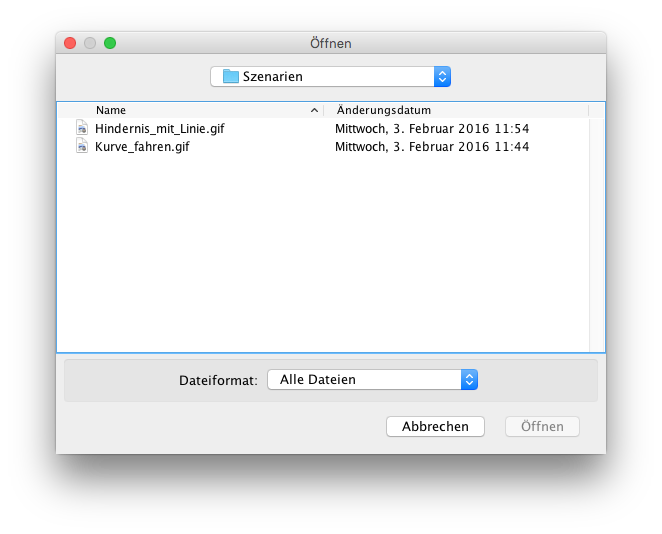 Öffnen
Szenarien
Name Änderungsdatum
Hindernis_mit_Linie.gif Mittwoch, 3. Februar 2016 11:54
Kurve_fahren.gif Mittwoch, 3. Februar 2016 11:44
Dateiformat: Alle Dateien
Abbrechen Öffnen